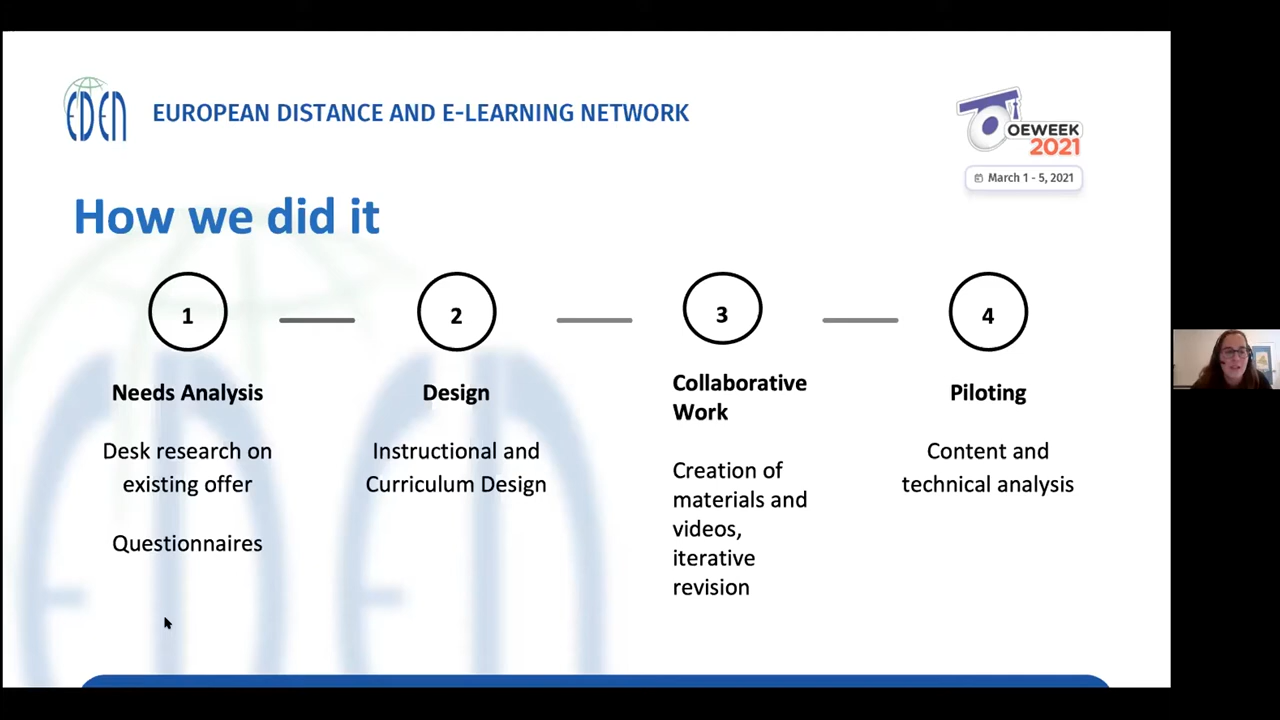 EDEN
EUROPEAN DISTANCE AND E-LEARNING NETWORK
OEWEEK
2021
March 1 - 5, 2021
How we did it
1
2
3
4
Needs Analysis
Desk research on
existing offer
Questionnaires
Design
Instructional and
Curriculum Design
Collaborative
Work
Creation of
materials and
videos,
iterative
revision
Piloting
Content and
technical analysis